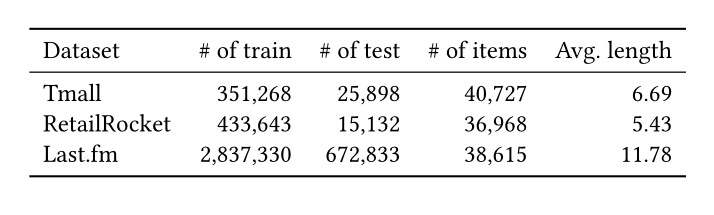 Dataset # of train # of test # of items Avg. length
Tmall 351,268 25,898 40,727 6.69
RetailRocket 433,643 15,132 36,968 5.43
Last.fm 2,837,330 672,833 38,615 11.78